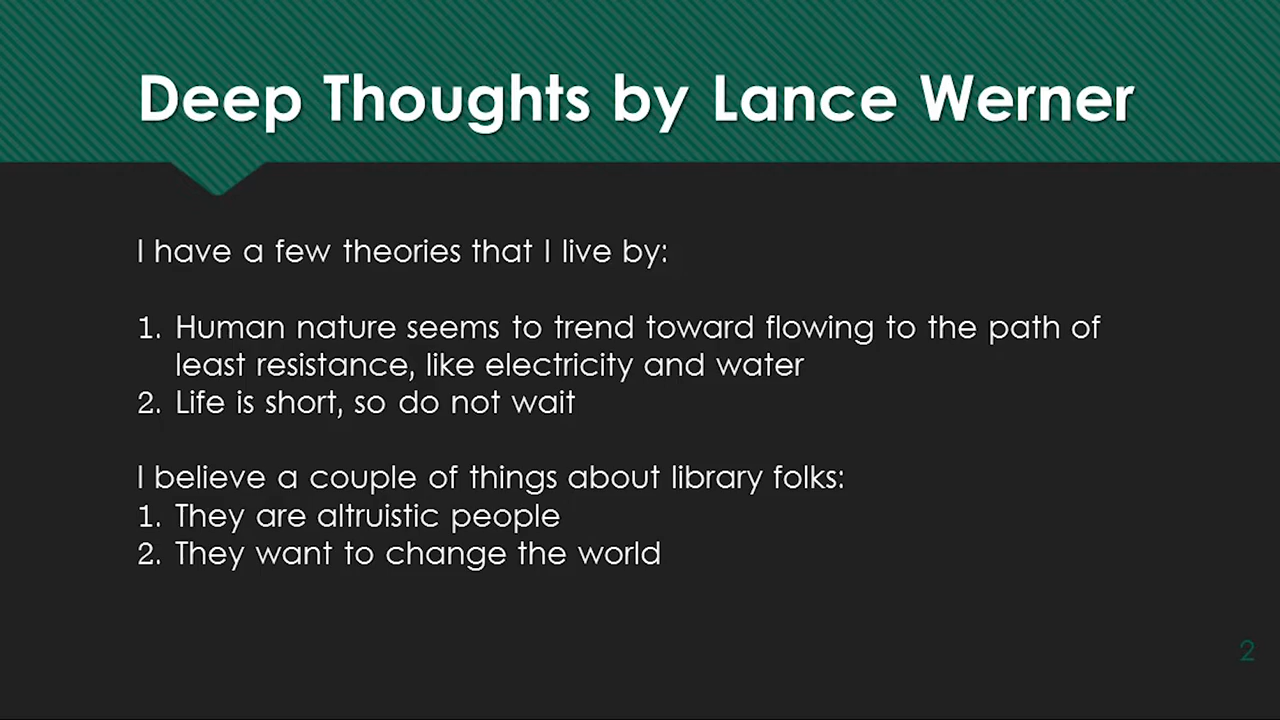 Deep Thoughts by Lance Werner
I have a few theories that I live by:
1. Human nature seems to trend toward flowing to the path of
least resistance, like electricity and water
2. Life is short, so do not wait
I believe a couple of things about library folks:
1. They are altruistic people
2. They want to change the world
2